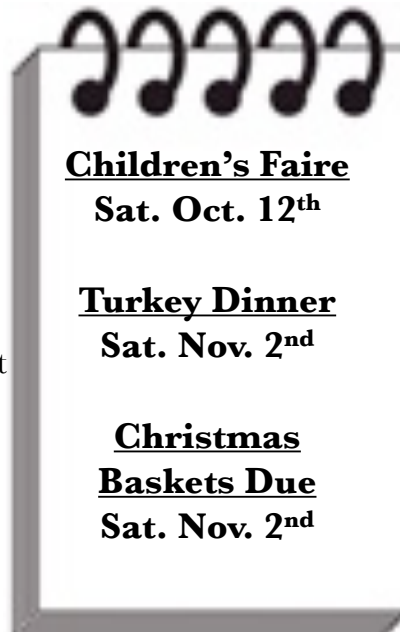 Children’s Faire
Sat. Oct. 12th
Turkey Dinner
Sat. Nov. 2nd
t
Christmas
Baskets Due
Sat. Nov. 2nd